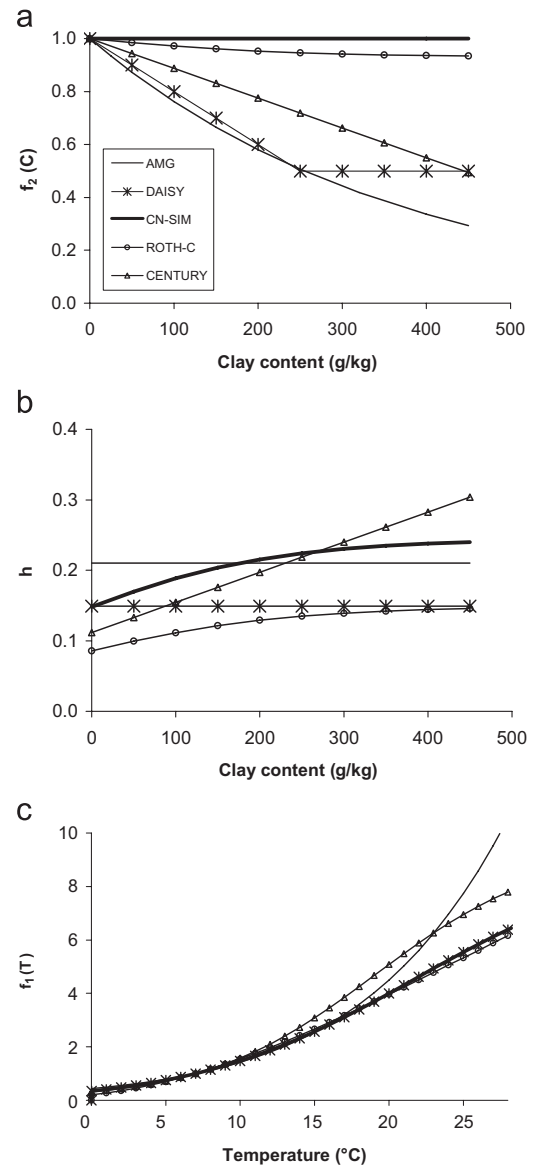 a
1.0
0.8
0.6
0.4
0.2
0.0
f2 (C)
AMG
DAISY
CN-SIM
ROTH-C
CENTURY
0 100 200 300 400 500
Clay content (g/kg)
b
0.4
0.3
0.2
0.1
0.0
h
0 100 200 300 400 500
Clay content (g/kg)
c
10
8
6
4
2
0
f1 (T)
0 5 10 15 20 25
Temperature (°C)